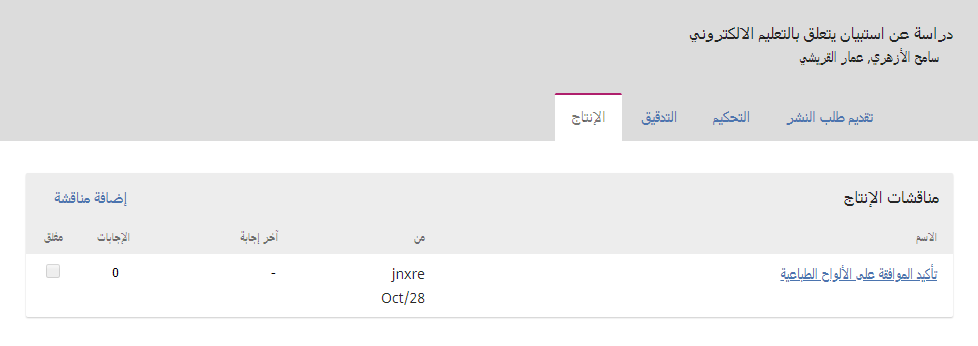 دراسة عن استبيان يتعلق بالتعليم الالكتروني
سامح الأزهري, عمار القريشي
تقديم طلب النشر التحكيم التدقيق الإنتاج
مناقشات الإنتاج إضافة مناقشة
الاسم من آخر إجابة الإجابات مغلق
تأكيد الموافقة على الألواح الطباعية jnxre - 0
Oct/28